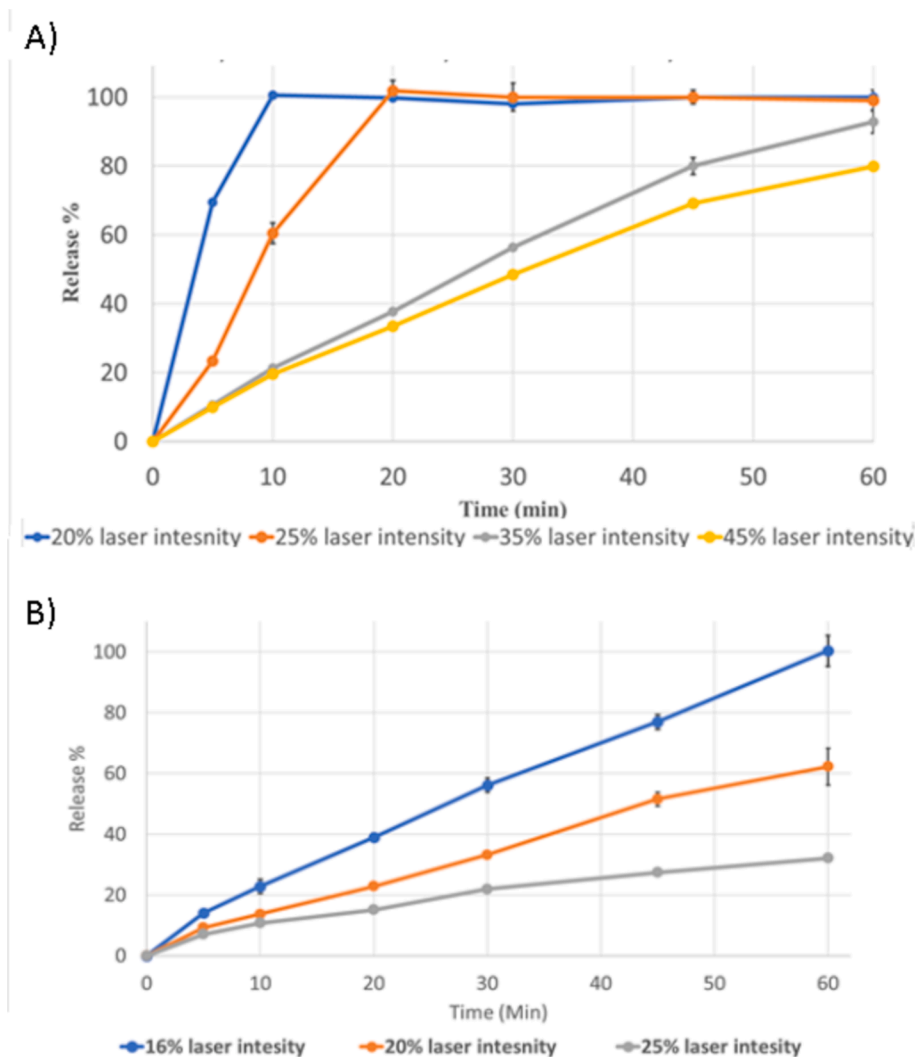 A)
100
80
60
40
20
0
Release %
0 10 20 30 40 50 60
Time (min)
20% laser intesnity 25% laser intensity 35% laser intensity 45% laser intensity
B)
100
80
60
40
20
0
Release %
0 10 20 30 40 50 60
Time (Min)
16% laser intesity 20% laser intesnity 25% laser intesity